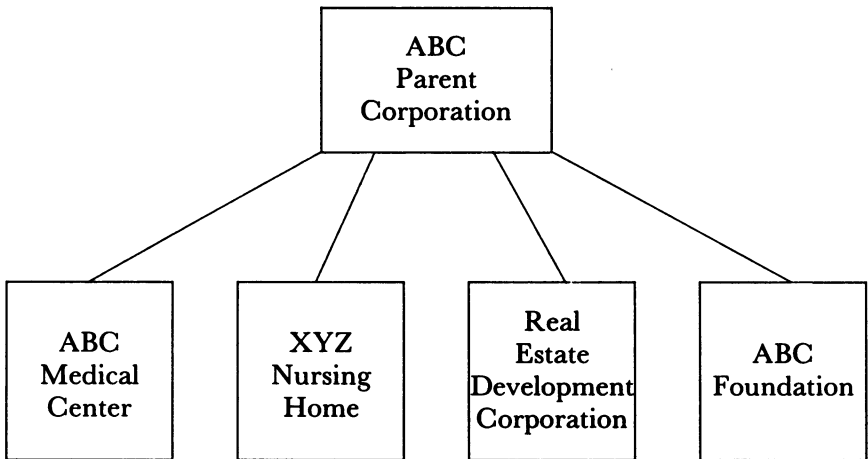 ABC
Parent
Corporation
ABC
Medical
Center
XYZ
Nursing
Home
Real
Estate
Development
Corporation
ABC
Foundation